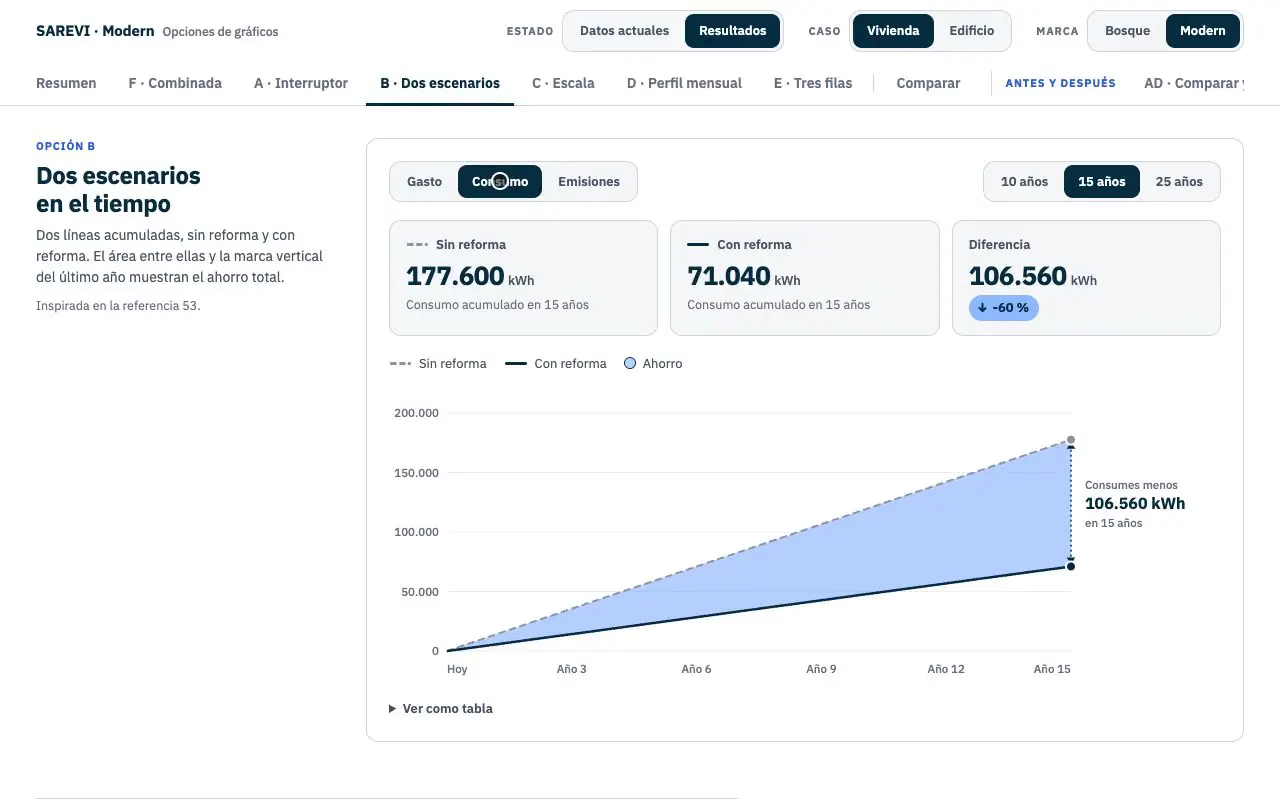 SAREVI · Modern Opciones de gráficos
ESTADO Datos actuales Resultados CASO Vivienda Edificio MARCA Bosque Modern
Resumen F · Combinada A · Interruptor B · Dos escenarios C · Escala D · Perfil mensual E · Tres filas Comparar ANTES Y DESPUÉS AD · Comparar
OPCIÓN B
Dos escenarios
en el tiempo
Dos líneas acumuladas, sin reforma y con
reforma. El área entre ellas y la marca vertical
del último año muestran el ahorro total.
Inspirada en la referencia 53.
Gasto Consumo Emisiones 10 años 15 años 25 años
Sin reforma
177.600 kWh
Consumo acumulado en 15 años
Con reforma
71.040 kWh
Consumo acumulado en 15 años
Diferencia
106.560 kWh
↓ -60 %
Sin reforma Con reforma Ahorro
200.000
150.000
100.000
50.000
0
Consumes menos
106.560 kWh
en 15 años
Hoy Año 3 Año 6 Año 9 Año 12 Año 15
Ver como tabla